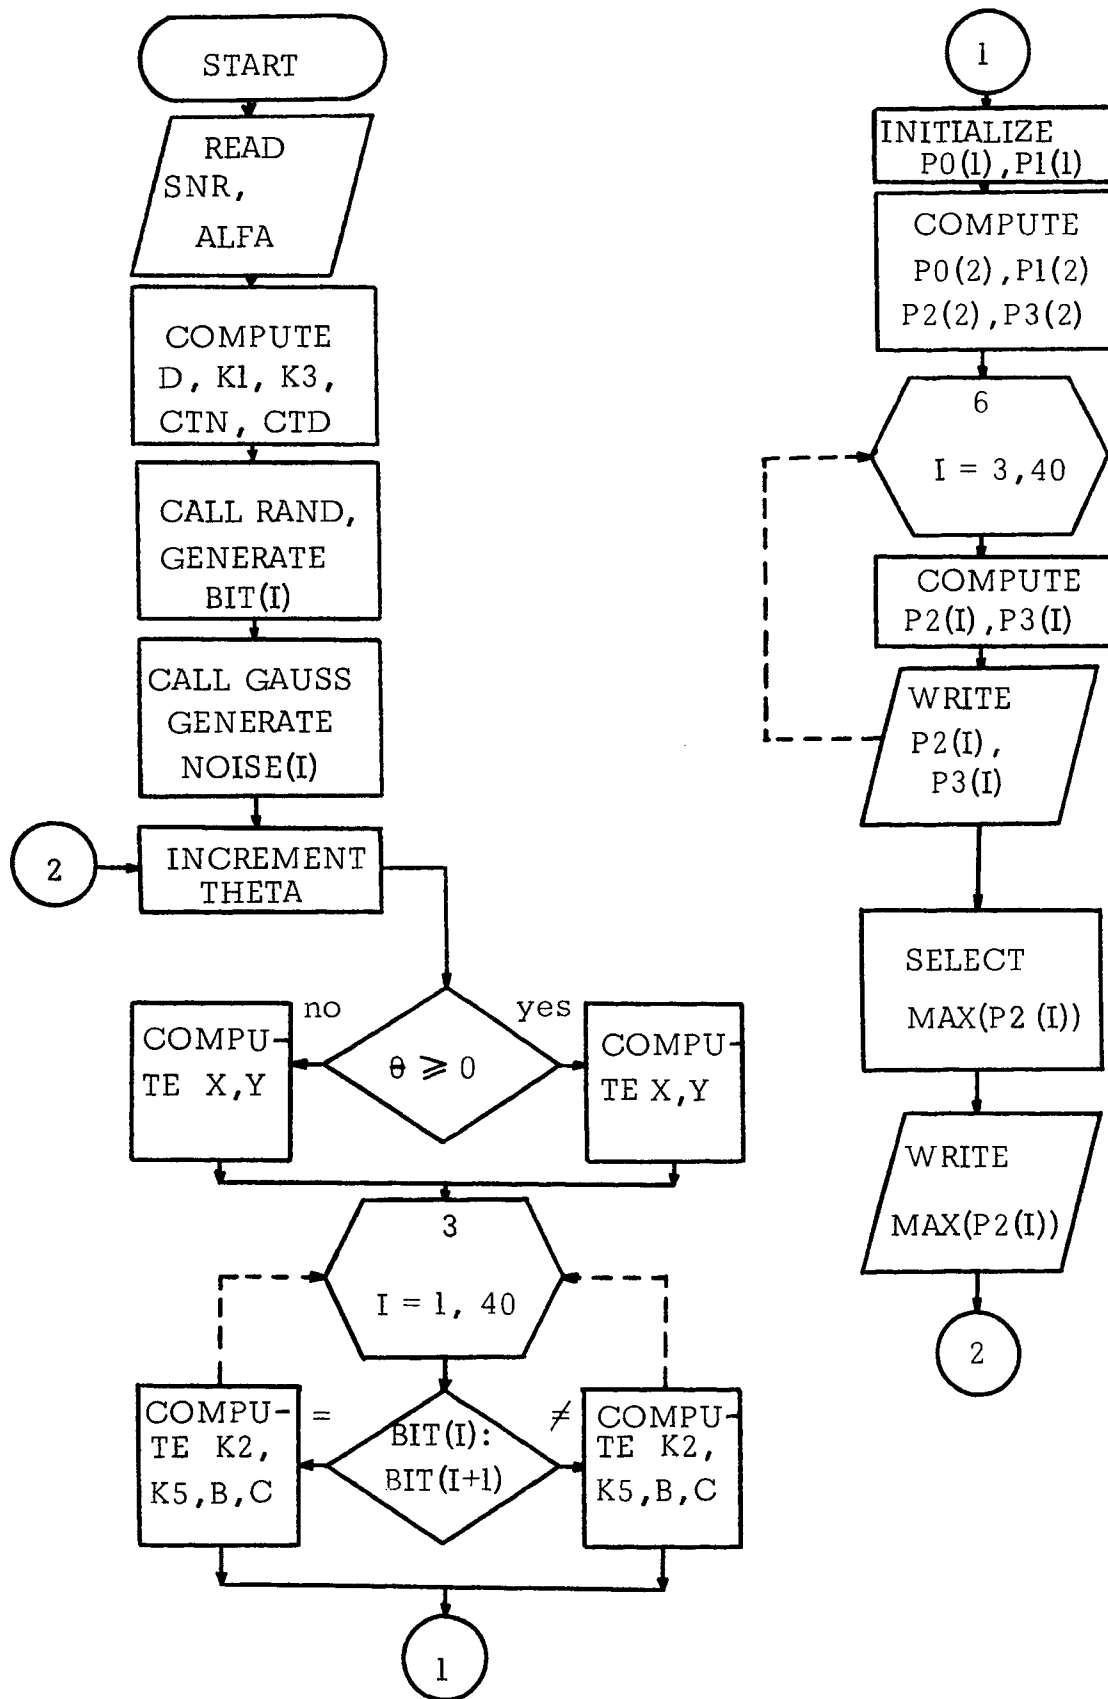 START
READ
SNR,
ALFA
COMPUTE
D, K1, K3,
CTN, CTD
CALL RAND,
GENERATE
BIT(I)
CALL GAUSS
GENERATE
NOISE(I)
2
INCREMENT
THETA
no
yes
COMPU-
TE X,Y
θ ⩾ 0
COMPU-
TE X,Y
3
I = 1, 40
COMPU-
TE K2,
K5,B,C
=
BIT(I):
BIT(I+1)
≠
COMPU-
TE K2,
K5,B,C
1
1
INITIALIZE
P0(1),P1(1)
COMPUTE
P0(2),P1(2)
P2(2),P3(2)
6
I = 3,40
COMPUTE
P2(I),P3(I)
WRITE
P2(I),
P3(I)
SELECT
MAX(P2(I))
WRITE
MAX(P2(I))
2